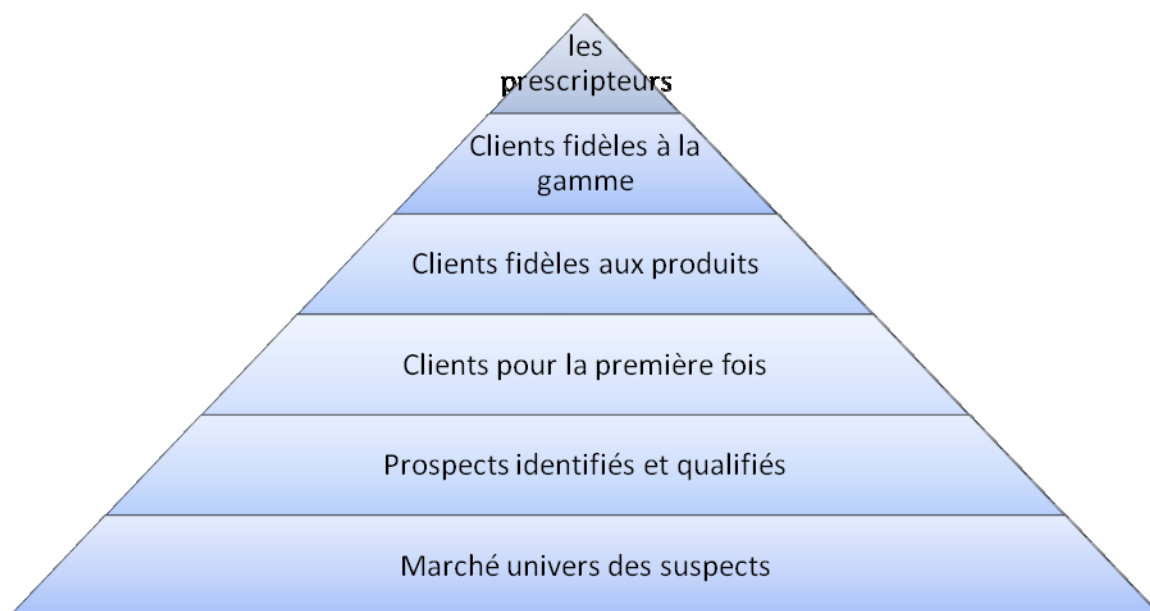 les
prescripteurs
Clients fidèles à la
gamme
Clients fidèles aux produits
Clients pour la première fois
Prospects identifiés et qualifiés
Marché univers des suspects